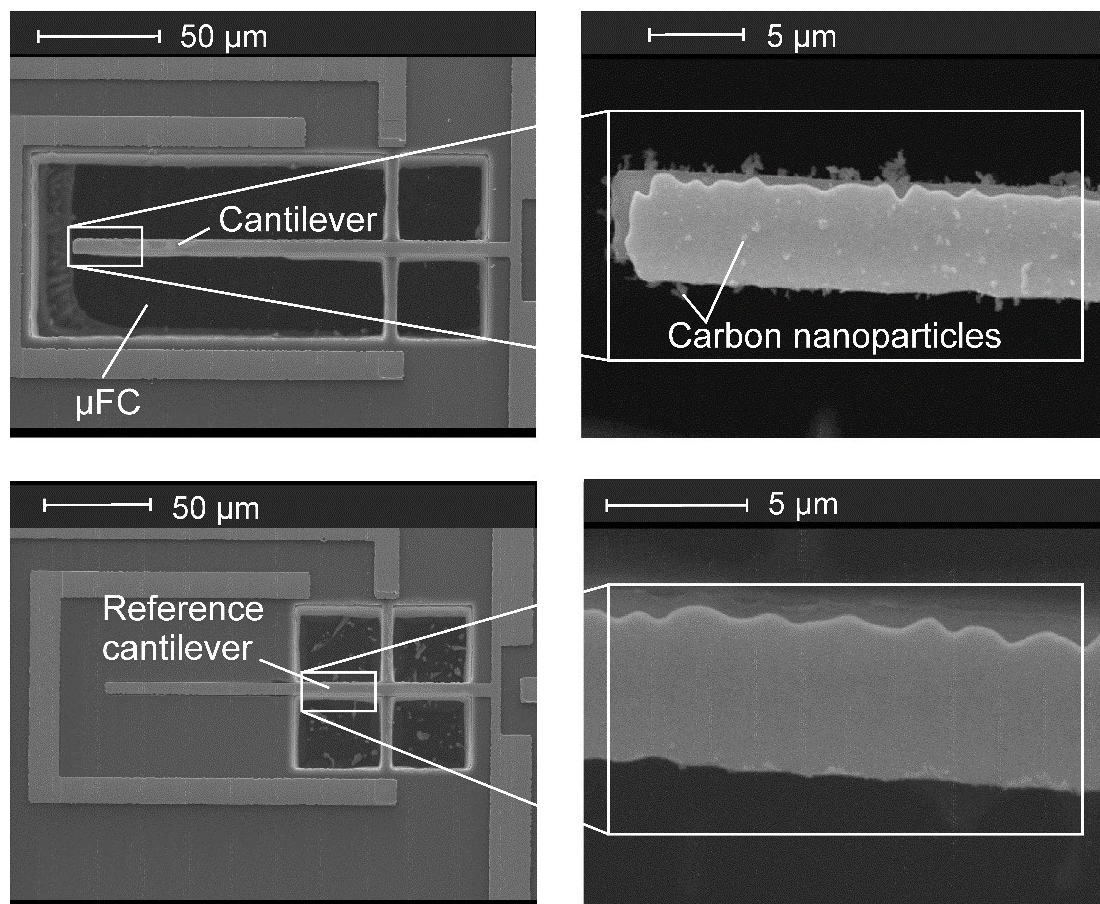 50 µm
5 µm
Cantilever
µFC
Carbon nanoparticles
50 µm
5 µm
Reference
cantilever